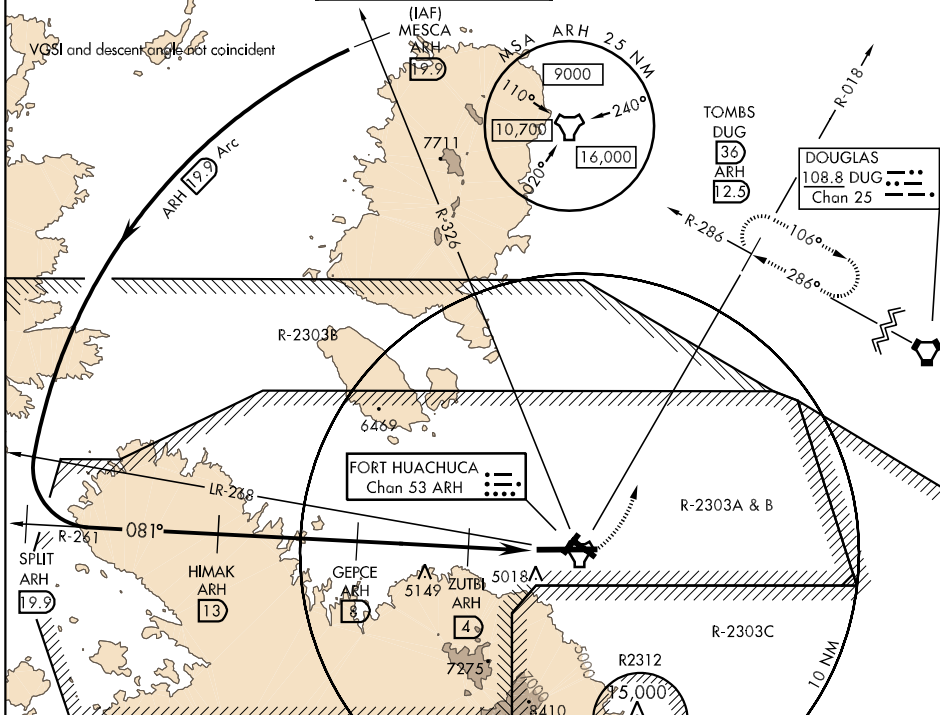 (IAF)
MESCA
ARH
19.9
VGSI and descent angle not coincident
MSA ARH 25 NM
9000
110°
240°
10,700
16,000
020°
R-018
TOMBS
DUG
36
ARH
12.5
DOUGLAS
108.8 DUG
Chan 25
7711
ARH 19.9 Arc
R-326
R-286
106°
286°
R-2303B
6469
FORT HUACHUCA
Chan 53 ARH
LR-268
R-2303A & B
R-261
081°
SPLIT
ARH
19.9
HIMAK
ARH
13
GEPCE
ARH
8
5149
ZUTBI
ARH
4
5018
R-2303C
7275
R2312
15,000
5000
7000
8410
10 NM